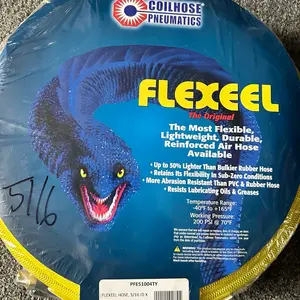 COILHOSE
PNEUMATICS
FLEXEEL
The Original
The Most Flexible,
Lightweight, Durable,
Reinforced Air Hose
Available
• Up to 50% Lighter Than Bulkier Rubber Hose
• Retains Its Flexibility in Sub-Zero Conditions
• More Abrasion Resistant Than PVC & Rubber Hose
• Resists Lubricating Oils & Greases
Temperature Range:
-40°F to +165°F
Working Pressure:
200 PSI @ 70°F
5/16
PFE51004TY
FLEXEEL HOSE, 5/16 ID X